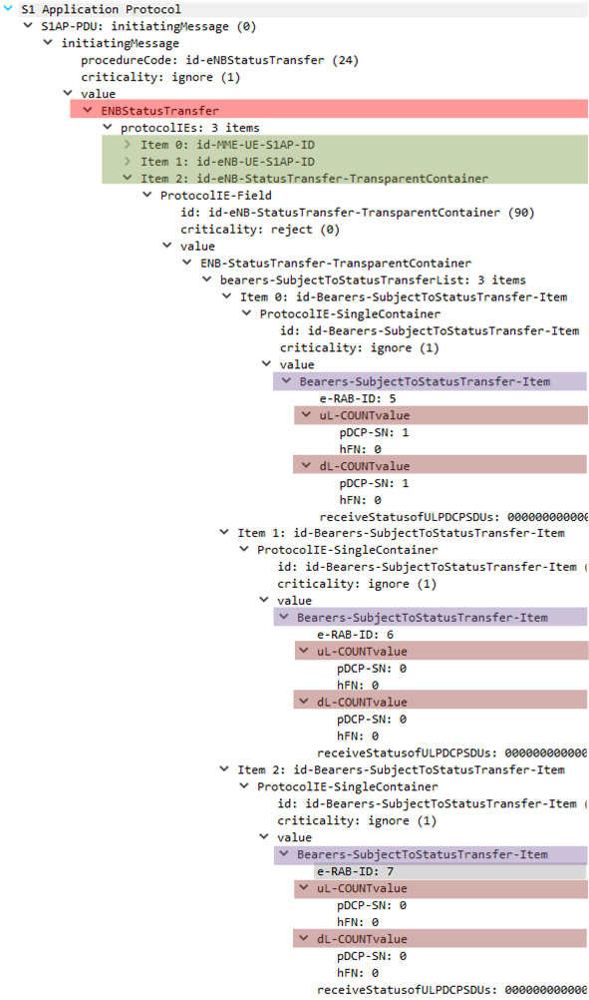 S1 Application Protocol
S1AP-PDU: initiatingMessage (0)
initiatingMessage
procedureCode: id-eNBStatusTransfer (24)
criticality: ignore (1)
value
ENBStatusTransfer
protocolIEs: 3 items
Item 0: id-MME-UE-S1AP-ID
Item 1: id-eNB-UE-S1AP-ID
Item 2: id-eNB-StatusTransfer-TransparentContainer
ProtocolIE-Field
id: id-eNB-StatusTransfer-TransparentContainer (90)
criticality: reject (0)
value
ENB-StatusTransfer-TransparentContainer
bearers-SubjectToStatusTransferList: 3 items
Item 0: id-Bearers-SubjectToStatusTransfer-Item
ProtocolIE-SingleContainer
id: id-Bearers-SubjectToStatusTransfer-Item
criticality: ignore (1)
value
Bearers-SubjectToStatusTransfer-Item
e-RAB-ID: 5
uL-COUNTvalue
pDCP-SN: 1
hFN: 0
dL-COUNTvalue
pDCP-SN: 1
hFN: 0
receiveStatusofULPDCPSDUs: 000000000000
Item 1: id-Bearers-SubjectToStatusTransfer-Item
ProtocolIE-SingleContainer
id: id-Bearers-SubjectToStatusTransfer-Item (
criticality: ignore (1)
value
Bearers-SubjectToStatusTransfer-Item
e-RAB-ID: 6
uL-COUNTvalue
pDCP-SN: 0
hFN: 0
dL-COUNTvalue
pDCP-SN: 0
hFN: 0
receiveStatusofULPDCPSDUs: 000000000000
Item 2: id-Bearers-SubjectToStatusTransfer-Item
ProtocolIE-SingleContainer
id: id-Bearers-SubjectToStatusTransfer-Item (
criticality: ignore (1)
value
Bearers-SubjectToStatusTransfer-Item
e-RAB-ID: 7
uL-COUNTvalue
pDCP-SN: 0
hFN: 0
dL-COUNTvalue
pDCP-SN: 0
hFN: 0
receiveStatusofULPDCPSDUs: 000000000000